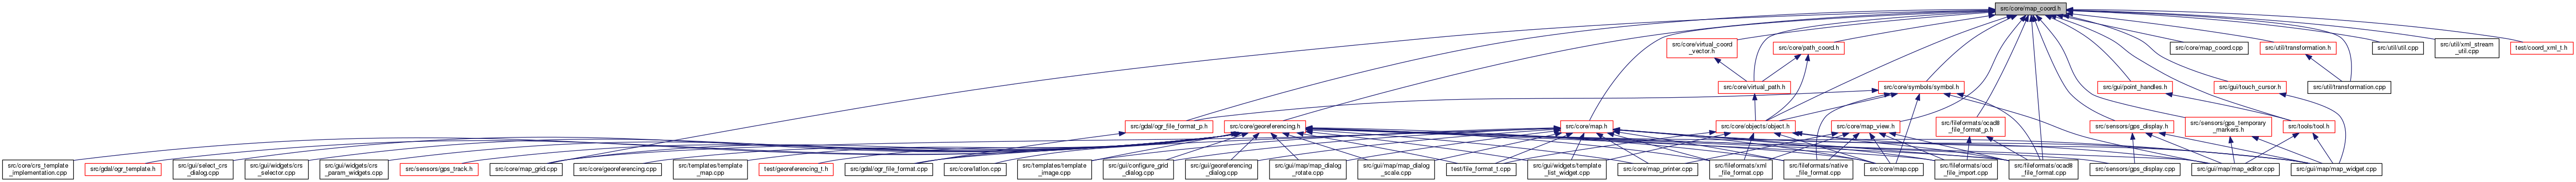 src/core/map_coord.h
src/core/virtual_coord
_vector.h
src/core/path_coord.h
src/core/map_coord.cpp
src/util/transformation.h
src/util/util.cpp
src/util/xml_stream
_util.cpp
test/coord_xml_t.h
src/core/virtual_path.h
src/core/symbols/symbol.h
src/gui/point_handles.h
src/gui/touch_cursor.h
src/util/transformation.cpp
src/gdal/ogr_file_format_p.h
src/core/georeferencing.h
src/core/map.h
src/core/objects/object.h
src/core/map_view.h
src/fileformats/ocad8
_file_format_p.h
src/sensors/gps_display.h
src/sensors/gps_temporary
_markers.h
src/tools/tool.h
src/core/crs_template
_implementation.cpp
src/gdal/ogr_template.h
src/gui/select_crs
_dialog.cpp
src/gui/widgets/crs
_selector.cpp
src/gui/widgets/crs
_param_widgets.cpp
src/sensors/gps_track.h
src/core/map_grid.cpp
src/core/georeferencing.cpp
src/templates/template
_map.cpp
test/georeferencing_t.h
src/gdal/ogr_file_format.cpp
src/core/latlon.cpp
src/templates/template
_image.cpp
src/gui/configure_grid
_dialog.cpp
src/gui/georeferencing
_dialog.cpp
src/gui/map/map_dialog
_rotate.cpp
src/gui/map/map_dialog
_scale.cpp
test/file_format_t.cpp
src/gui/widgets/template
_list_widget.cpp
src/core/map_printer.cpp
src/fileformats/xml
_file_format.cpp
src/fileformats/native
_file_format.cpp
src/core/map.cpp
src/fileformats/ocd
_file_import.cpp
src/fileformats/ocad8
_file_format.cpp
src/sensors/gps_display.cpp
src/gui/map/map_editor.cpp
src/gui/map/map_widget.cpp